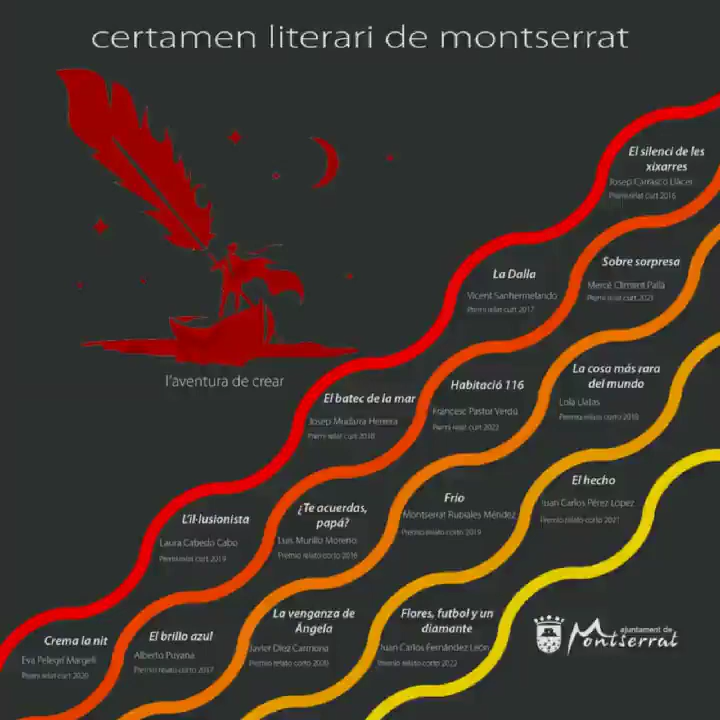 certamen literari de montserrat
l'aventura de crear
El silenci de les
xixarres
Josep Carrasco Llàcer
Premi relat curt 2016
La Dalla
Vicent Sanhermelando
Premi relat curt 2017
Sobre sorpresa
Mercé Climent Payà
Premi relat curt 2021
El batec de la mar
Josep Mudarra Herrera
Premi relat curt 2018
Habitació 116
Francesc Pastor Verdú
Premi relat curt 2022
La cosa más rara
del mundo
Lola Llatas
Premio relato corto 2018
L'il·lusionista
Laura Cabedo Cabo
Premi relat curt 2019
¿Te acuerdas,
papá?
Luis Murillo Moreno
Premio relato corto 2016
Frío
Montserrat Rubiales Méndez
Premio relato corto 2019
El hecho
Juan Carlos Pérez López
Premio relato corto 2021
Crema la nit
Eva Pelegrí Margelí
Premi relat curt 2020
El brillo azul
Alberto Puyana
Premio relato corto 2017
La venganza de
Ángela
Javier Díez Carmona
Premio relato corto 2020
Flores, futbol y un
diamante
Juan Carlos Fernández León
Premio relato corto 2022
ajuntament de
Montserrat